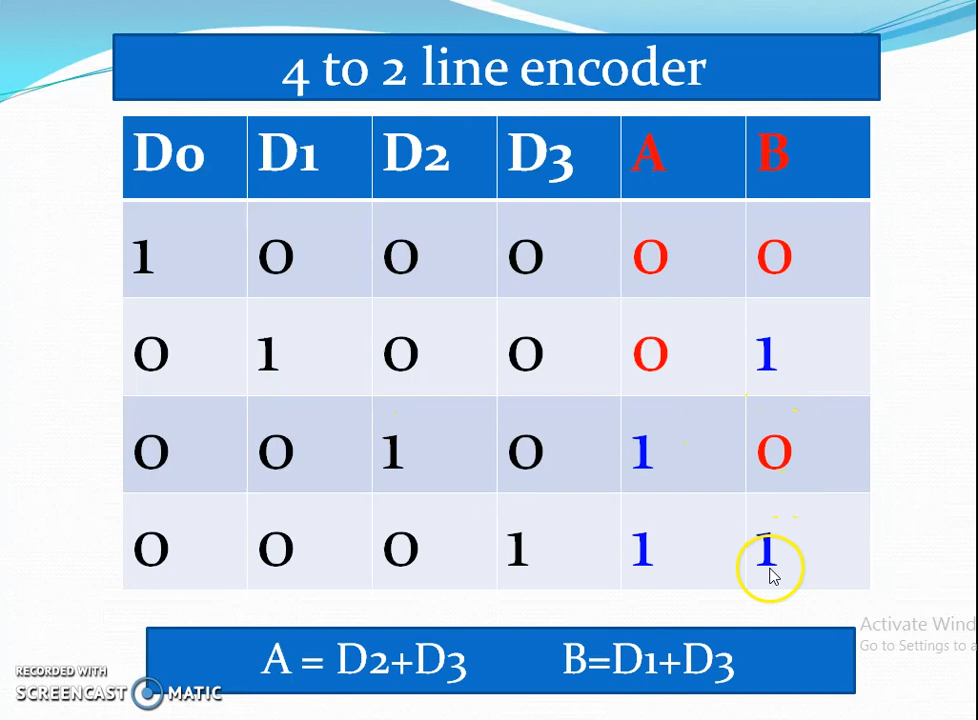 4 to 2 line encoder
D0 D1 D2 D3 A B
1 0 0 0 0 0
0 1 0 0 0 1
0 0 1 0 1 0
0 0 0 1 1 1
A = D2+D3 B=D1+D3
Activate Wind
Go to Settings to a
RECORDED WITH
SCREENCAST MATIC